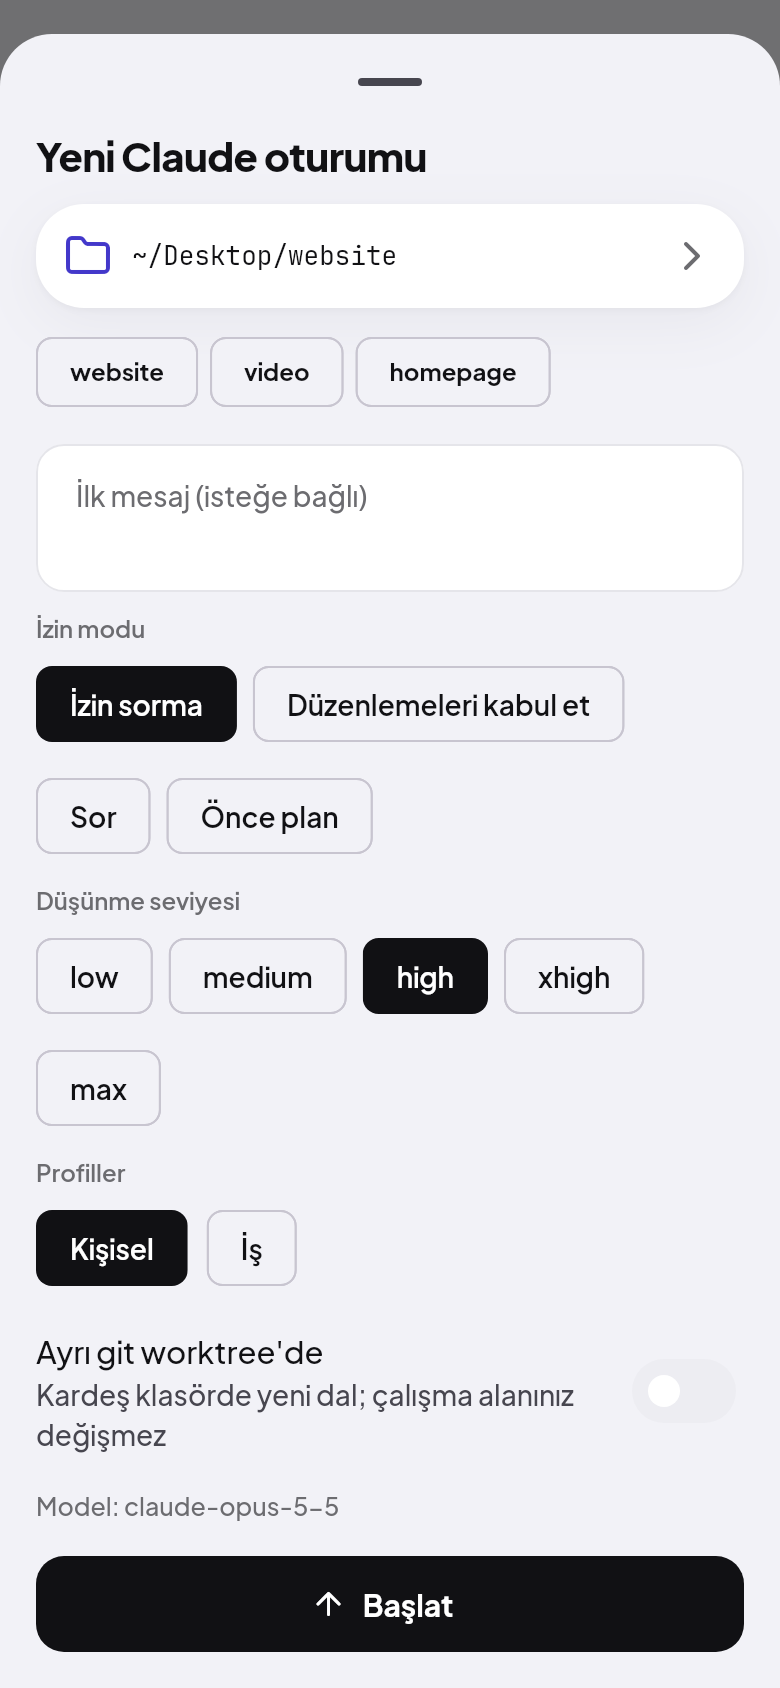 Yeni Claude oturumu
~/Desktop/website
website video homepage
İlk mesaj (isteğe bağlı)
İzin modu
İzin sorma Düzenlemeleri kabul et
Sor Önce plan
Düşünme seviyesi
low medium high xhigh
max
Profiller
Kişisel İş
Ayrı git worktree'de
Kardeş klasörde yeni dal; çalışma alanınız
değişmez
Model: claude-opus-5-5
Başlat